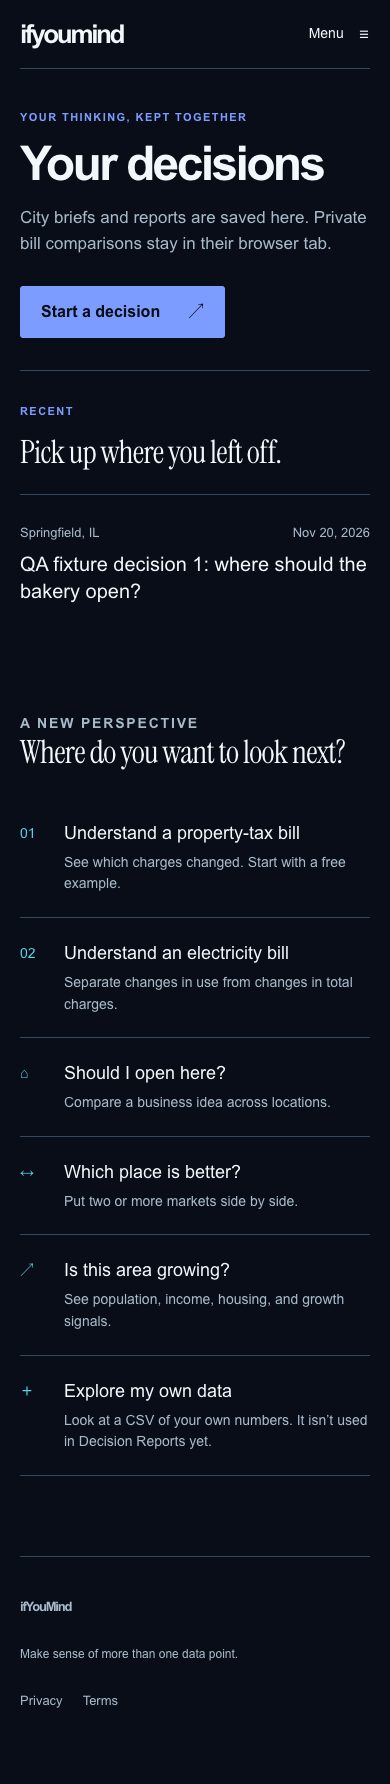 ifyoumind
Menu ≡
YOUR THINKING, KEPT TOGETHER
Your decisions
City briefs and reports are saved here. Private
bill comparisons stay in their browser tab.
Start a decision ↗
RECENT
Pick up where you left off.
Springfield, IL Nov 20, 2026
QA fixture decision 1: where should the
bakery open?
A NEW PERSPECTIVE
Where do you want to look next?
01 Understand a property-tax bill
See which charges changed. Start with a free
example.
02 Understand an electricity bill
Separate changes in use from changes in total
charges.
⌂ Should I open here?
Compare a business idea across locations.
↔ Which place is better?
Put two or more markets side by side.
↗ Is this area growing?
See population, income, housing, and growth
signals.
+ Explore my own data
Look at a CSV of your own numbers. It isn’t used
in Decision Reports yet.
ifYouMind
Make sense of more than one data point.
Privacy Terms